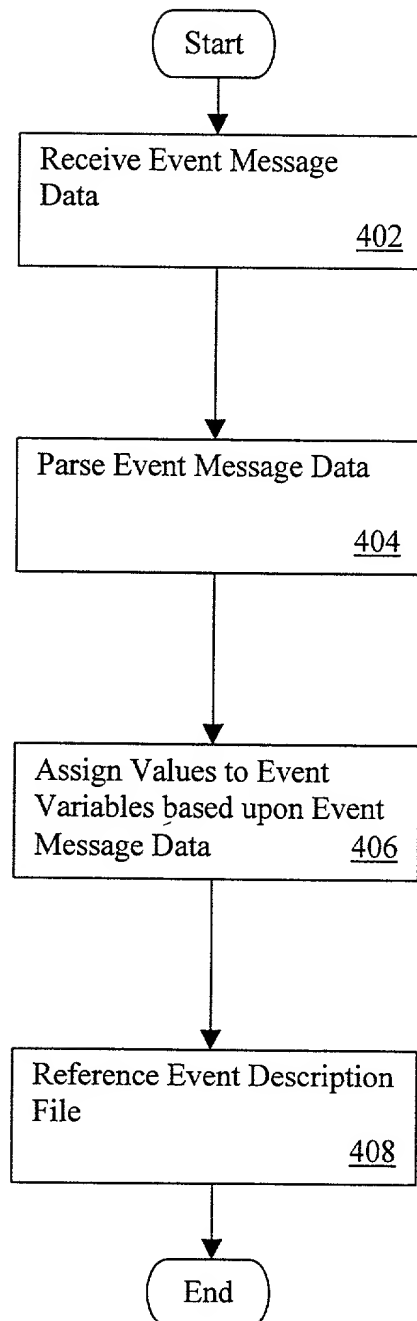 Start
Receive Event Message
Data
402
Parse Event Message Data
404
Assign Values to Event
Variables based upon Event
Message Data 406
Reference Event Description
File
408
End